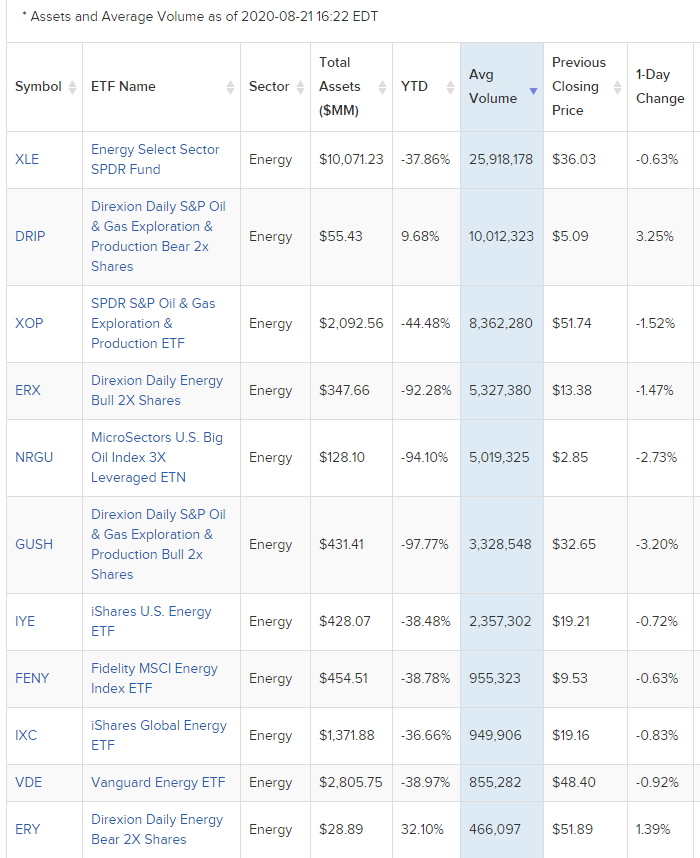 * Assets and Average Volume as of 2020-08-21 16:22 EDT
Symbol ETF Name Sector Total Assets ($MM) YTD Avg Volume Previous Closing Price 1-Day Change
XLE Energy Select Sector SPDR Fund Energy $10,071.23 -37.86% 25,918,178 $36.03 -0.63%
DRIP Direxion Daily S&P Oil & Gas Exploration & Production Bear 2x Shares Energy $55.43 9.68% 10,012,323 $5.09 3.25%
XOP SPDR S&P Oil & Gas Exploration & Production ETF Energy $2,092.56 -44.48% 8,362,280 $51.74 -1.52%
ERX Direxion Daily Energy Bull 2X Shares Energy $347.66 -92.28% 5,327,380 $13.38 -1.47%
NRGU MicroSectors U.S. Big Oil Index 3X Leveraged ETN Energy $128.10 -94.10% 5,019,325 $2.85 -2.73%
GUSH Direxion Daily S&P Oil & Gas Exploration & Production Bull 2x Shares Energy $431.41 -97.77% 3,328,548 $32.65 -3.20%
IYE iShares U.S. Energy ETF Energy $428.07 -38.48% 2,357,302 $19.21 -0.72%
FENY Fidelity MSCI Energy Index ETF Energy $454.51 -38.78% 955,323 $9.53 -0.63%
IXC iShares Global Energy ETF Energy $1,371.88 -36.66% 949,906 $19.16 -0.83%
VDE Vanguard Energy ETF Energy $2,805.75 -38.97% 855,282 $48.40 -0.92%
ERY Direxion Daily Energy Bear 2X Shares Energy $28.89 32.10% 466,097 $51.89 1.39%